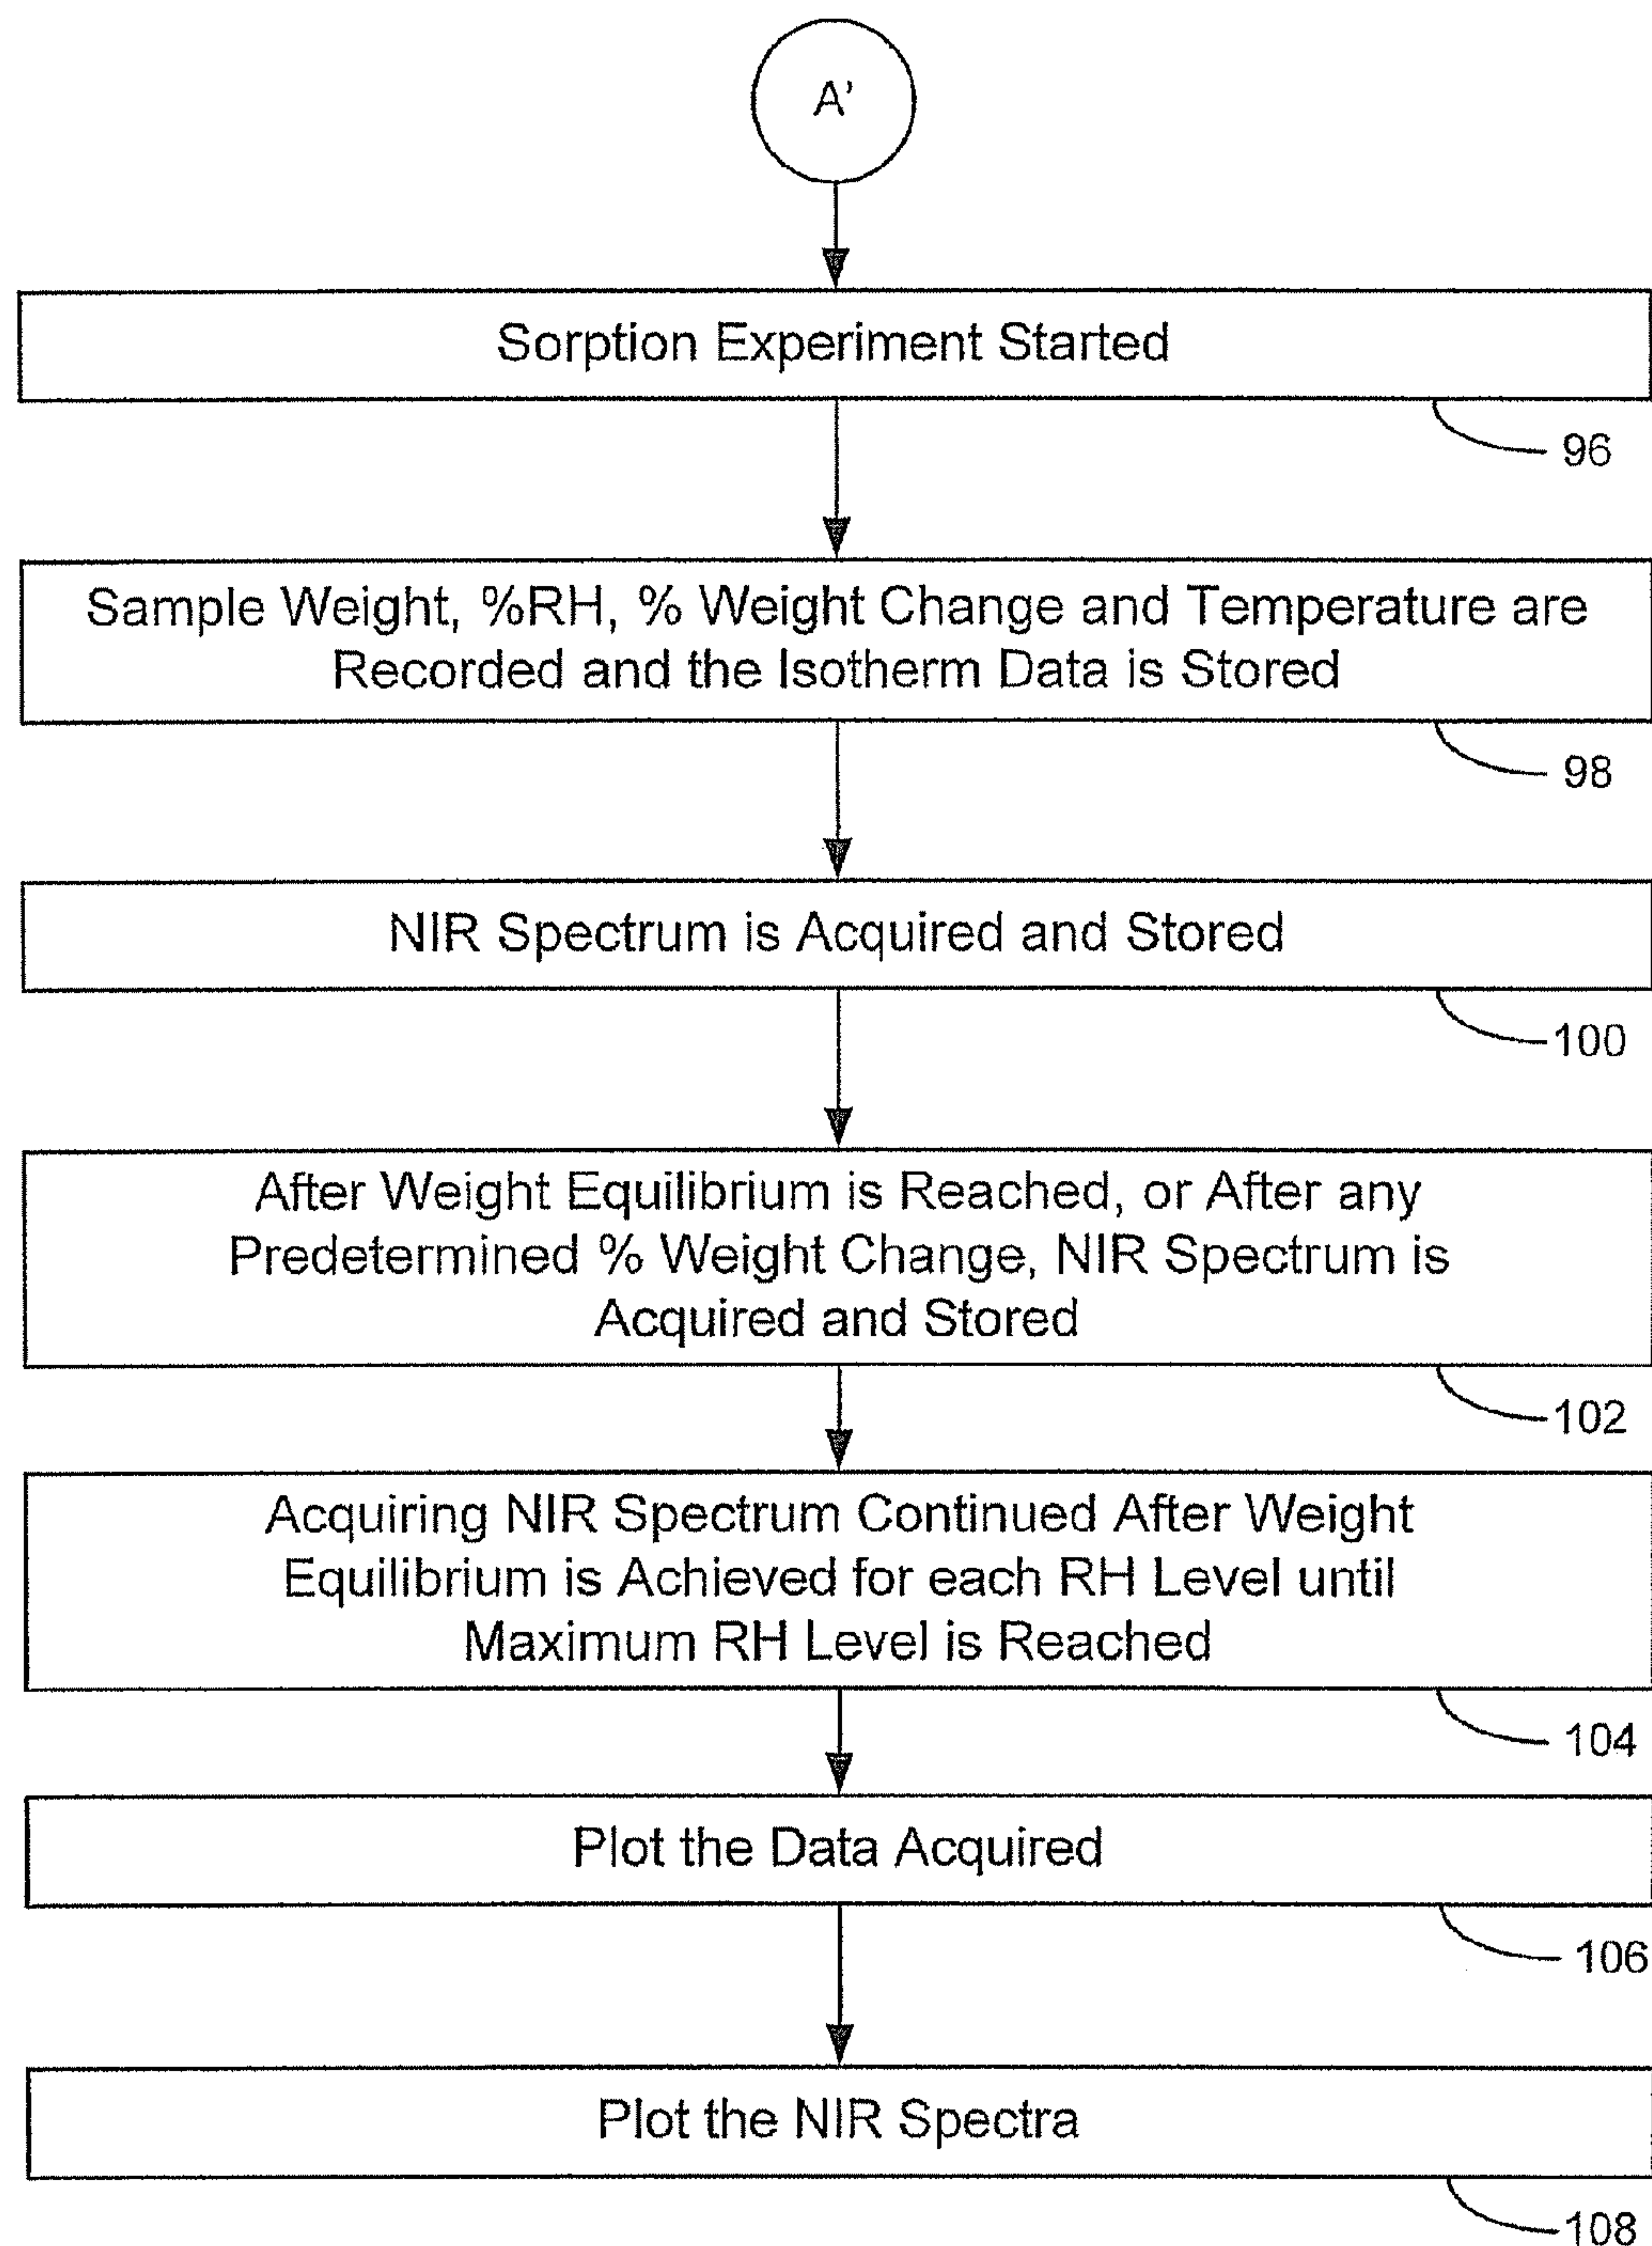 A'
Sorption Experiment Started
96
Sample Weight, %RH, % Weight Change and Temperature are
Recorded and the Isotherm Data is Stored
98
NIR Spectrum is Acquired and Stored
100
After Weight Equilibrium is Reached, or After any
Predetermined % Weight Change, NIR Spectrum is
Acquired and Stored
102
Acquiring NIR Spectrum Continued After Weight
Equilibrium is Achieved for each RH Level until
Maximum RH Level is Reached
104
Plot the Data Acquired
106
Plot the NIR Spectra
108